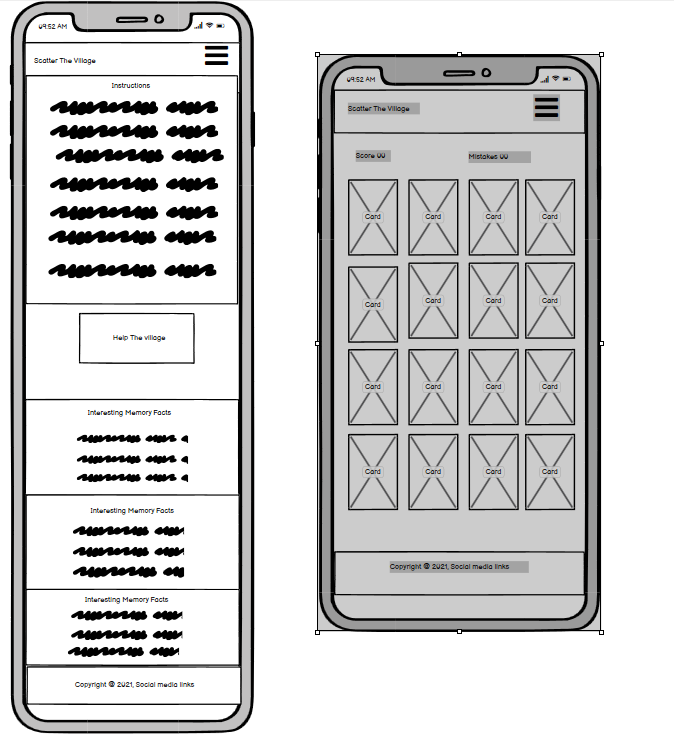 09:52 AM
Scatter The Village
Instructions
Help The village
Interesting Memory Facts
Interesting Memory Facts
Interesting Memory Facts
Copyright © 2021, Social media links
09:52 AM
Scatter The Village
Score 00
Mistakes 00
Card Card Card Card
Card Card Card Card
Card Card Card Card
Card Card Card Card
Copyright © 2021, Social media links